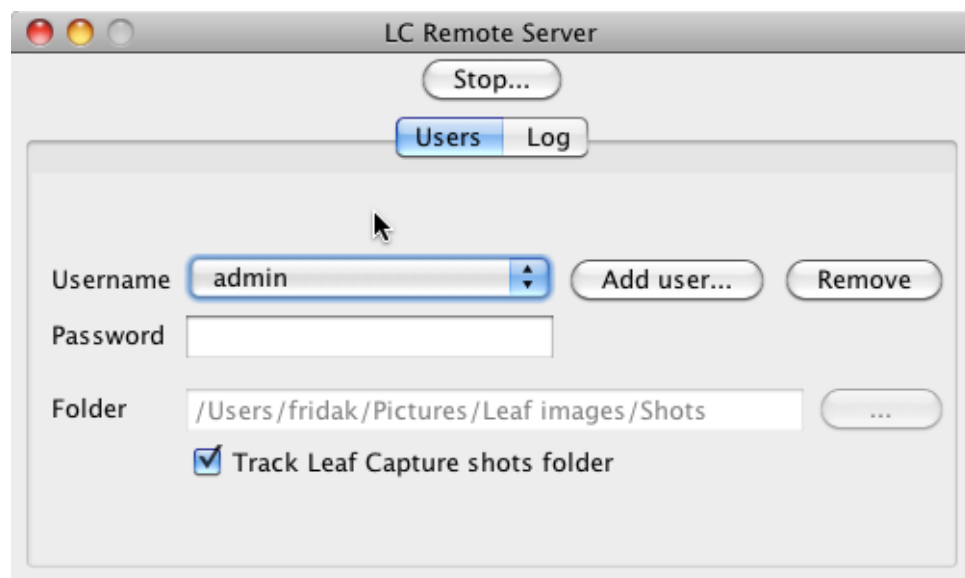 LC Remote Server
Stop...
Users Log
Username admin Add user... Remove
Password
Folder /Users/fridak/Pictures/Leaf images/Shots ...
Track Leaf Capture shots folder